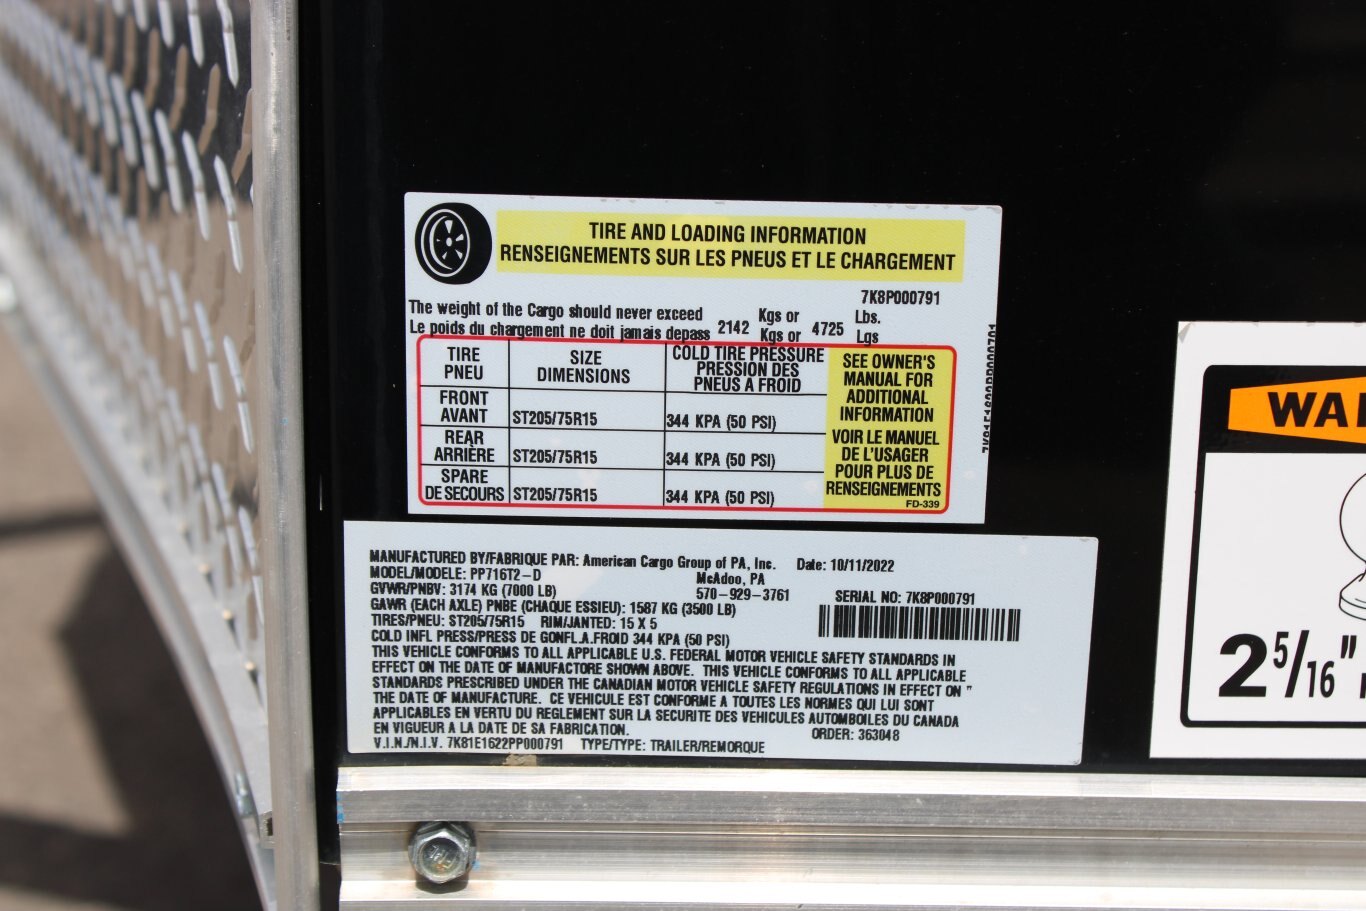 TIRE AND LOADING INFORMATION
RENSEIGNEMENTS SUR LES PNEUS ET LE CHARGEMENT
7K8P000791
The weight of the Cargo should never exceed Kgs or Lbs.
Le poids du chargement ne doit jamais depass 2142 Kgs or 4725 Lgs
TIRE
PNEU
SIZE
DIMENSIONS
COLD TIRE PRESSURE
PRESSION DES
PNEUS A FROID
FRONT
AVANT
ST205/75R15
344 KPA (50 PSI)
REAR
ARRIÈRE
ST205/75R15
344 KPA (50 PSI)
SPARE
DE SECOURS
ST205/75R15
344 KPA (50 PSI)
SEE OWNER'S
MANUAL FOR
ADDITIONAL
INFORMATION
VOIR LE MANUEL
DE L'USAGER
POUR PLUS DE
RENSEIGNEMENTS
FD-339
MANUFACTURED BY/FABRIQUE PAR: American Cargo Group of PA, Inc. Date: 10/11/2022
MODEL/MODELE: PP716T2-D McAdoo, PA
GVWR/PNBV: 3174 KG (7000 LB) 570-929-3761 SERIAL NO: 7K8P000791
GAWR (EACH AXLE) PNBE (CHAQUE ESSIEU): 1587 KG (3500 LB)
TIRES/PNEU: ST205/75R15 RIM/JANTED: 15 X 5
COLD INFL PRESS/PRESS DE GONFL.A.FROID 344 KPA (50 PSI)
THIS VEHICLE CONFORMS TO ALL APPLICABLE U.S. FEDERAL MOTOR VEHICLE SAFETY STANDARDS IN
EFFECT ON THE DATE OF MANUFACTORE SHOWN ABOVE. THIS VEHICLE CONFORMS TO ALL APPLICABLE
STANDARDS PRESCRIBED UNDER THE CANADIAN MOTOR VEHICLE SAFETY REGULATIONS IN EFFECT ON "
THE DATE OF MANUFACTURE. CE VEHICULE EST CONFORME A TOUTES LES NORMES QUI LUI SONT
APPLICABLES EN VERTU DU REGLEMENT SUR LA SECURITE DES VEHICULES AUTOMBOILES DU CANADA
EN VIGUEUR A LA DATE DE SA FABRICATION. ORDER: 363048
V.I.N./N.I.V. 7K81E1622PP000791 TYPE/TYPE: TRAILER/REMORQUE
WA
2 5/16"